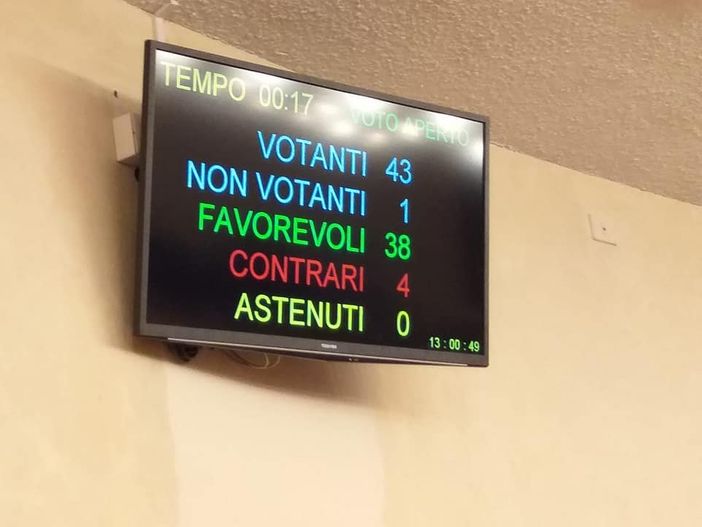 TEMPO 00:17
VOTO APERTO
VOTANTI 43
NON VOTANTI 1
FAVOREVOLI 38
CONTRARI 4
ASTENUTI 0
13:00:49
TOSHIBA